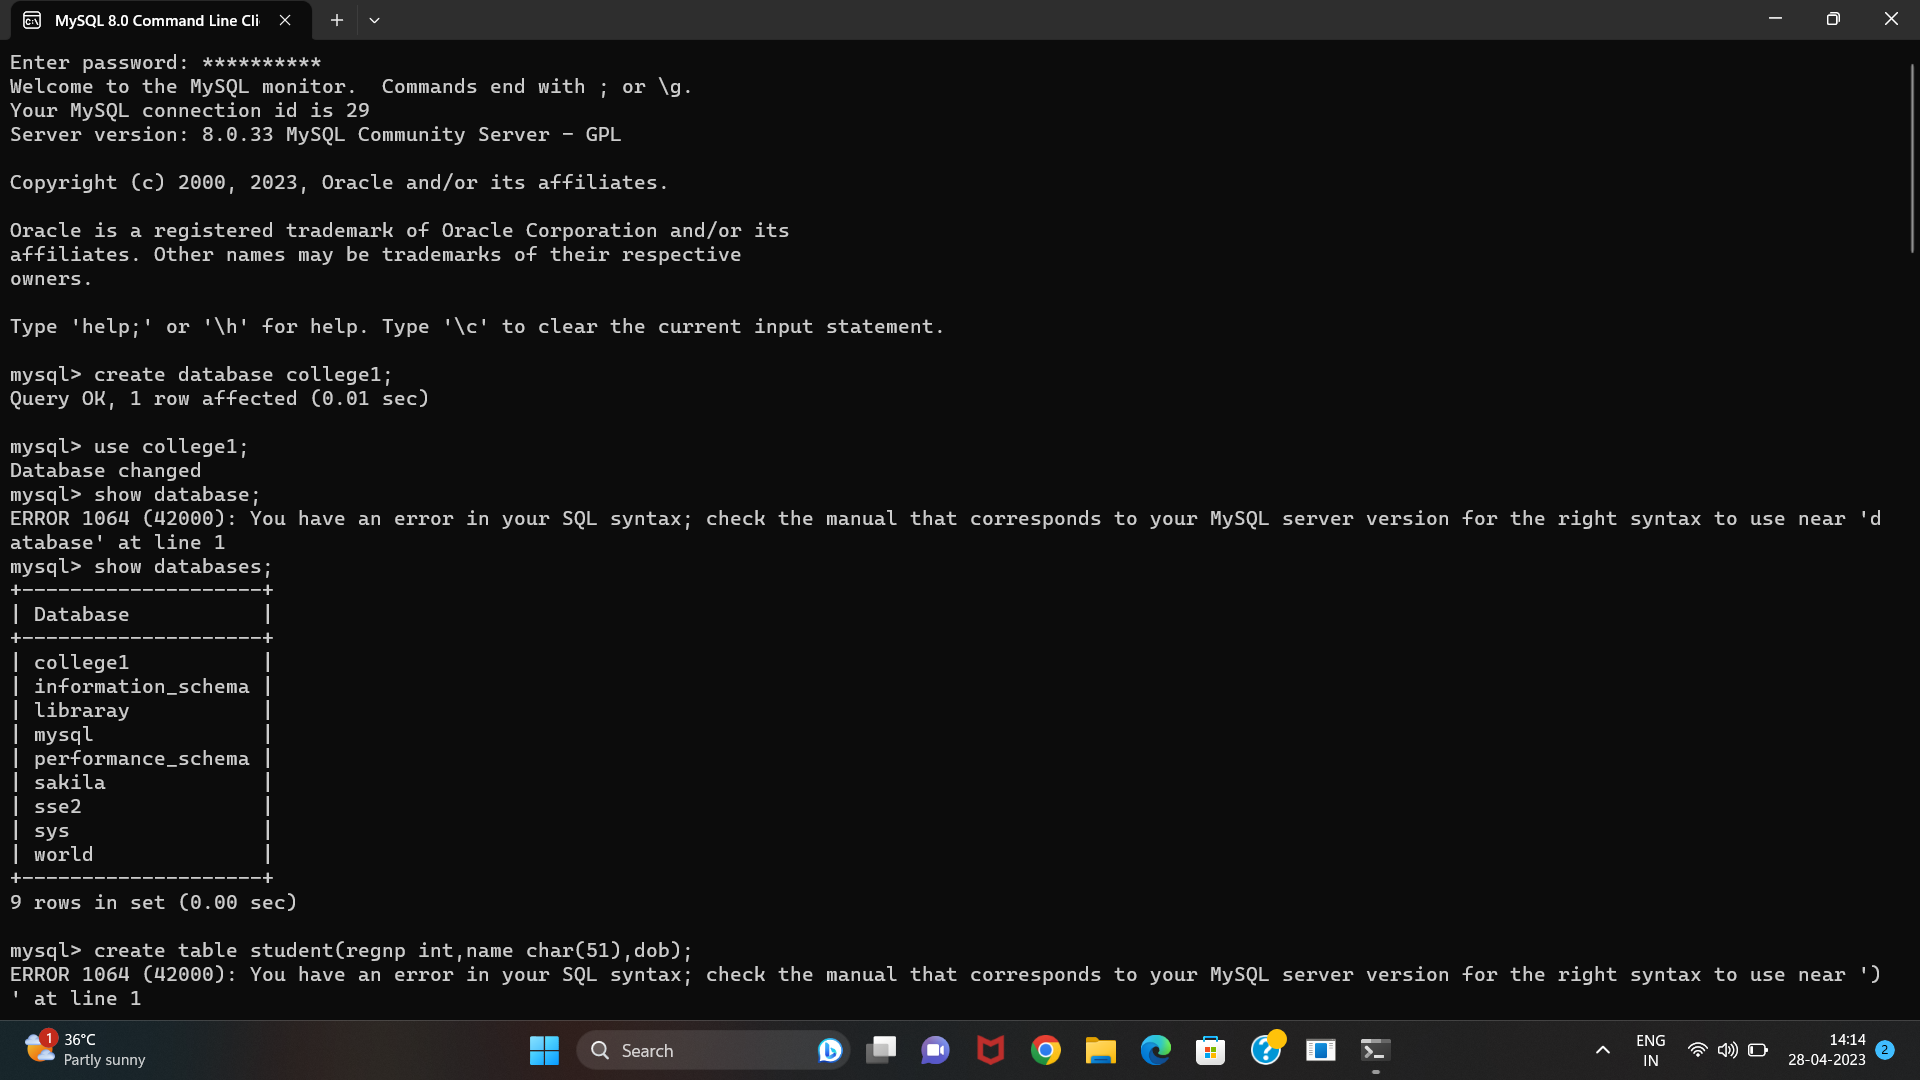 MySQL 8.0 Command Line Cli
Enter password: **********
Welcome to the MySQL monitor.  Commands end with ; or \g.
Your MySQL connection id is 29
Server version: 8.0.33 MySQL Community Server - GPL
Copyright (c) 2000, 2023, Oracle and/or its affiliates.
Oracle is a registered trademark of Oracle Corporation and/or its
affiliates. Other names may be trademarks of their respective
owners.
Type 'help;' or '\h' for help. Type '\c' to clear the current input statement.
mysql> create database college1;
Query OK, 1 row affected (0.01 sec)
mysql> use college1;
Database changed
mysql> show database;
ERROR 1064 (42000): You have an error in your SQL syntax; check the manual that corresponds to your MySQL server version for the right syntax to use near 'd
atabase' at line 1
mysql> show databases;
+--------------------+
| Database           |
+--------------------+
| college1           |
| information_schema |
| libraray           |
| mysql              |
| performance_schema |
| sakila             |
| sse2               |
| sys                |
| world              |
+--------------------+
9 rows in set (0.00 sec)
mysql> create table student(regnp int,name char(51),dob);
ERROR 1064 (42000): You have an error in your SQL syntax; check the manual that corresponds to your MySQL server version for the right syntax to use near ')
' at line 1
1
36°C
Partly sunny
Search
ENG
IN
14:14
28-04-2023
2